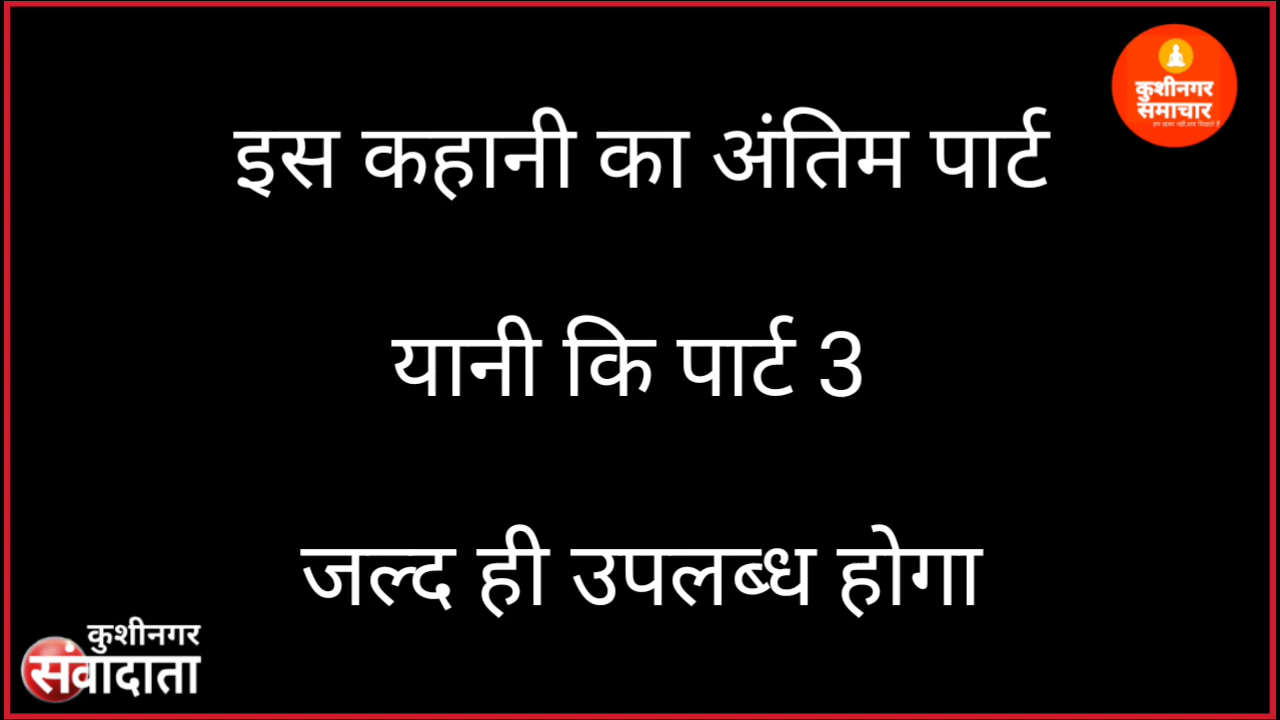 इस कहानी का अंतिम पार्ट
यानी कि पार्ट 3
जल्द ही उपलब्ध होगा
कुशीनगर
समाचार
कुशीनगर
संवादाता